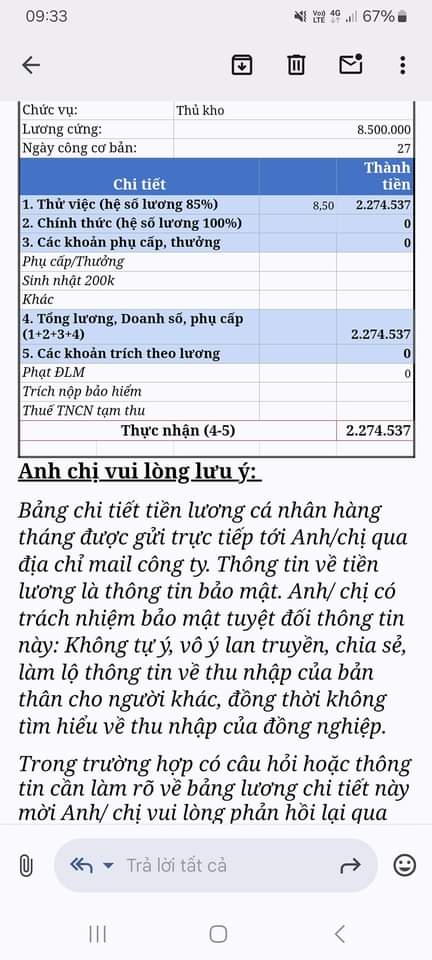 09:33
Vo) LTE 4G 67%
Chức vụ: Thủ kho
Lương cứng: 8.500.000
Ngày công cơ bản: 27
Chi tiết Thành tiền
1. Thử việc (hệ số lương 85%) 8,50 2.274.537
2. Chính thức (hệ số lương 100%) 0
3. Các khoản phụ cấp, thưởng 0
Phụ cấp/Thưởng
Sinh nhật 200k
Khác
4. Tổng lương, Doanh số, phụ cấp
(1+2+3+4) 2.274.537
5. Các khoản trích theo lương 0
Phạt ĐLM 0
Trích nộp bảo hiểm
Thuế TNCN tạm thu
Thực nhận (4-5) 2.274.537
Anh chị vui lòng lưu ý:
Bảng chi tiết tiền lương cá nhân hàng
tháng được gửi trực tiếp tới Anh/chị qua
địa chỉ mail công ty. Thông tin về tiền
lương là thông tin bảo mật. Anh/ chị có
trách nhiệm bảo mật tuyệt đối thông tin
này: Không tự ý, vô ý lan truyền, chia sẻ,
làm lộ thông tin về thu nhập của bản
thân cho người khác, đồng thời không
tìm hiểu về thu nhập của đồng nghiệp.
Trong trường hợp có câu hỏi hoặc thông
tin cần làm rõ về bảng lương chi tiết này
mời Anh/ chị vui lòng phản hồi lại qua
Trả lời tất cả